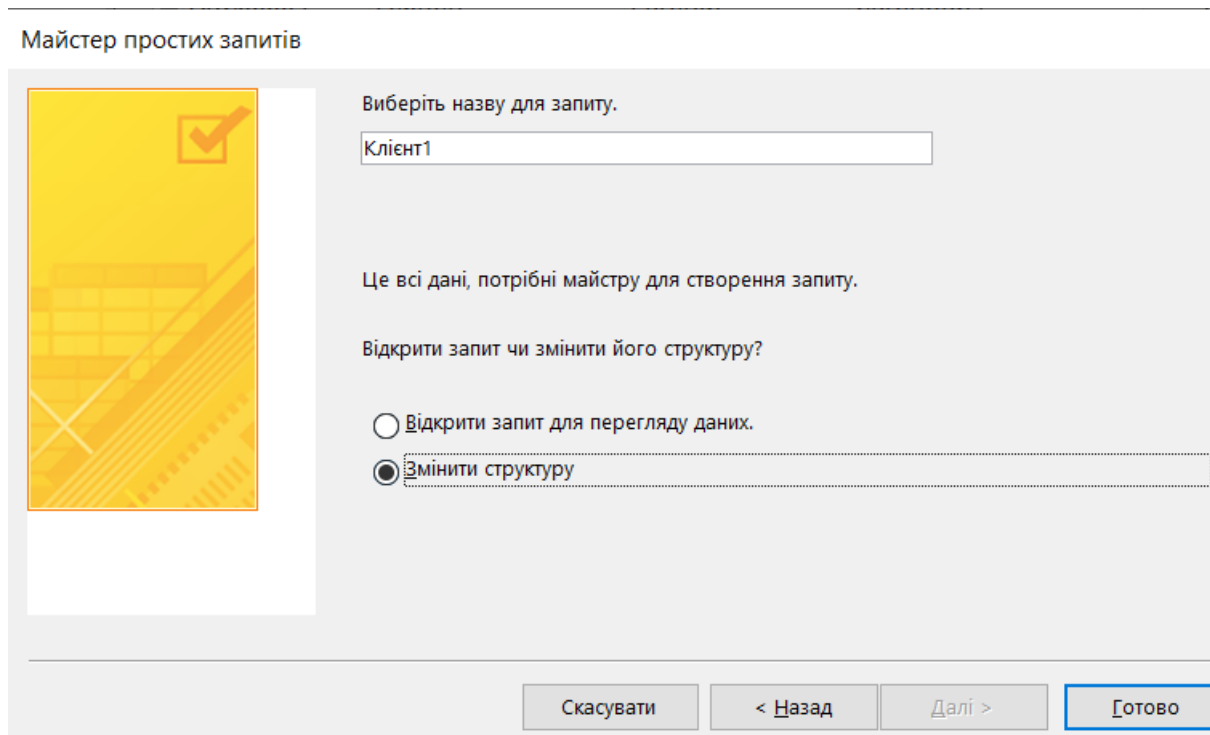 Майстер простих запитів
Виберіть назву для запиту.
Клієнт1
Це всі дані, потрібні майстру для створення запиту.
Відкрити запит чи змінити його структуру?
Відкрити запит для перегляду даних.
Змінити структуру
Скасувати
< Назад
Далі >
Готово